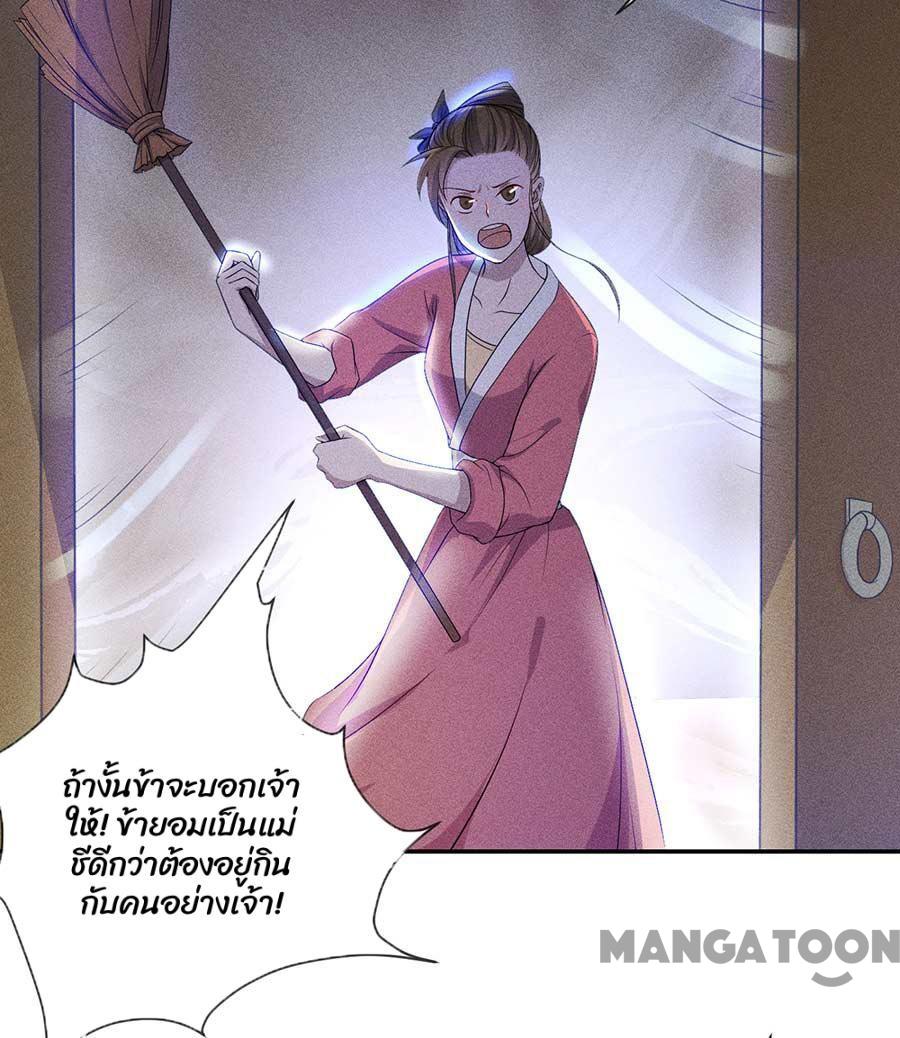 ถ้างั้นข้าจะบอกเจ้า
ให้! ข้ายอมเป็นแม่
ชีดีกว่าต้องอยู่กิน
กับคนอย่างเจ้า!
MANGATOON